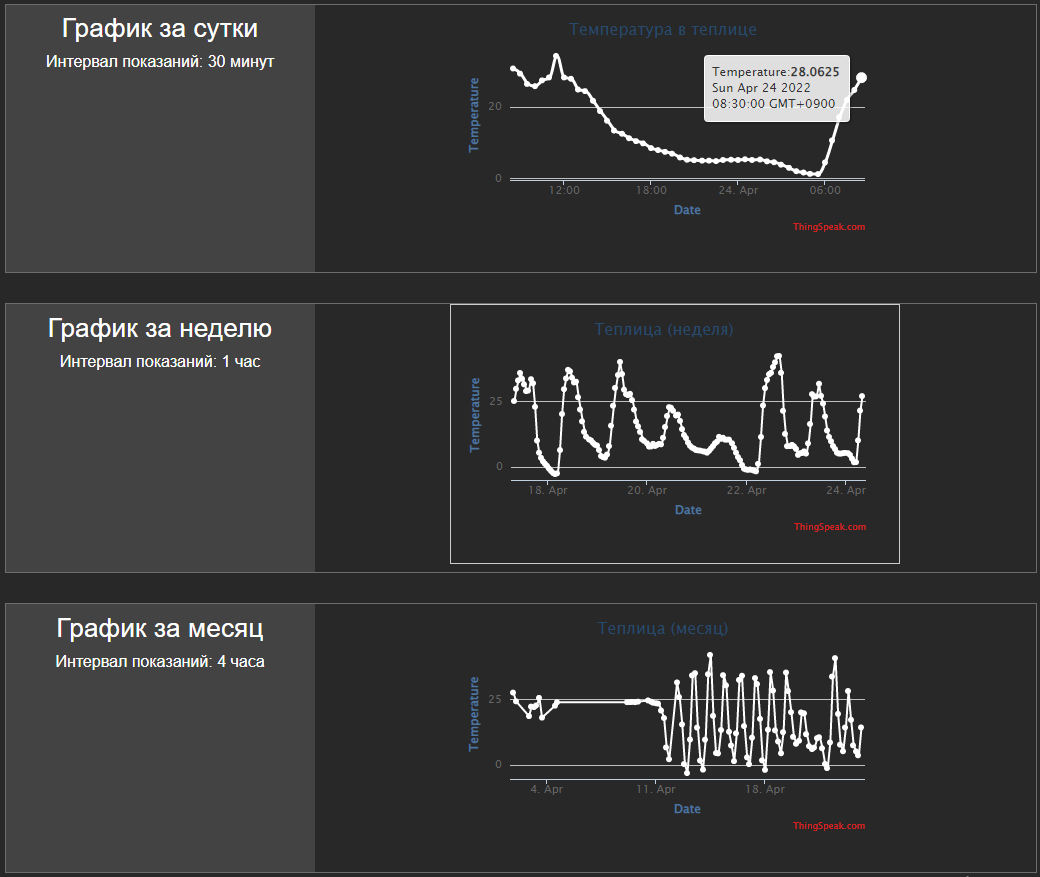 График за сутки
Интервал показаний: 30 минут
Температура в теплице
Temperature:28.0625
Sun Apr 24 2022
08:30:00 GMT+0900
Temperature
20
0
12:00
18:00
24. Apr
06:00
Date
ThingSpeak.com
График за неделю
Интервал показаний: 1 час
Теплица (неделя)
Temperature
25
0
18. Apr
20. Apr
22. Apr
24. Apr
Date
ThingSpeak.com
График за месяц
Интервал показаний: 4 часа
Теплица (месяц)
Temperature
25
0
4. Apr
11. Apr
18. Apr
Date
ThingSpeak.com